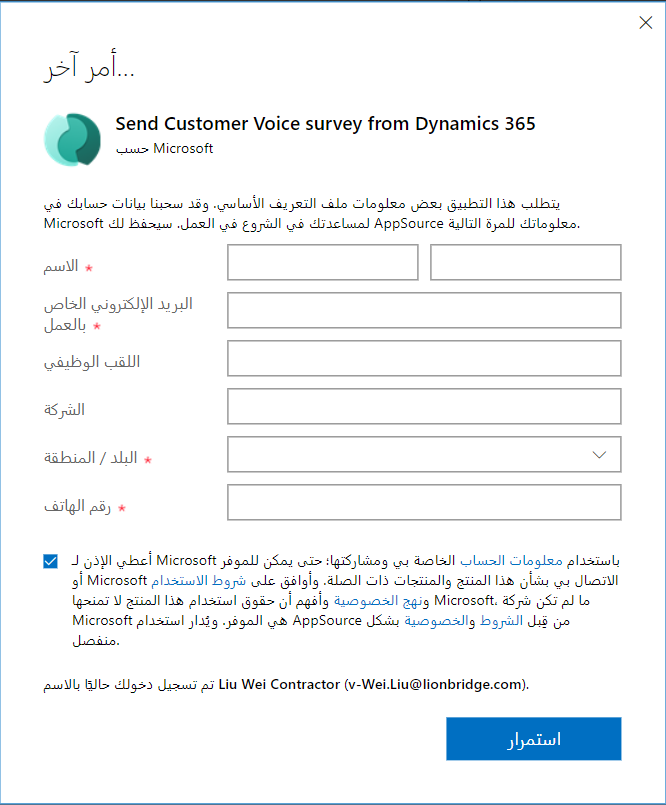 أمر آخر...
Send Customer Voice survey from Dynamics 365
حسب Microsoft
يتطلب هذا التطبيق بعض معلومات ملف التعريف الأساسي. وقد سحبنا بيانات حسابك في
Microsoft لمساعدتك في الشروع في العمل. سيحفظ لك AppSource معلوماتك للمرة التالية.
الاسم *
البريد الإلكتروني الخاص
بالعمل *
اللقب الوظيفي
الشركة
البلد / المنطقة *
رقم الهاتف *
أعطي الإذن لـ Microsoft باستخدام معلومات الحساب الخاصة بي ومشاركتها؛ حتى يمكن للموفر
أو Microsoft الاتصال بي بشأن هذا المنتج والمنتجات ذات الصلة. وأوافق على شروط الاستخدام
ونهج الخصوصية وأفهم أن حقوق استخدام هذا المنتج لا تمنحها Microsoft، ما لم تكن شركة
Microsoft هي الموفر. ويُدار استخدام AppSource بشكل من قِبل الشروط والخصوصية
منفصل.
تم تسجيل دخولك حاليًا بالاسم Liu Wei Contractor (v-Wei.Liu@lionbridge.com).
استمرار